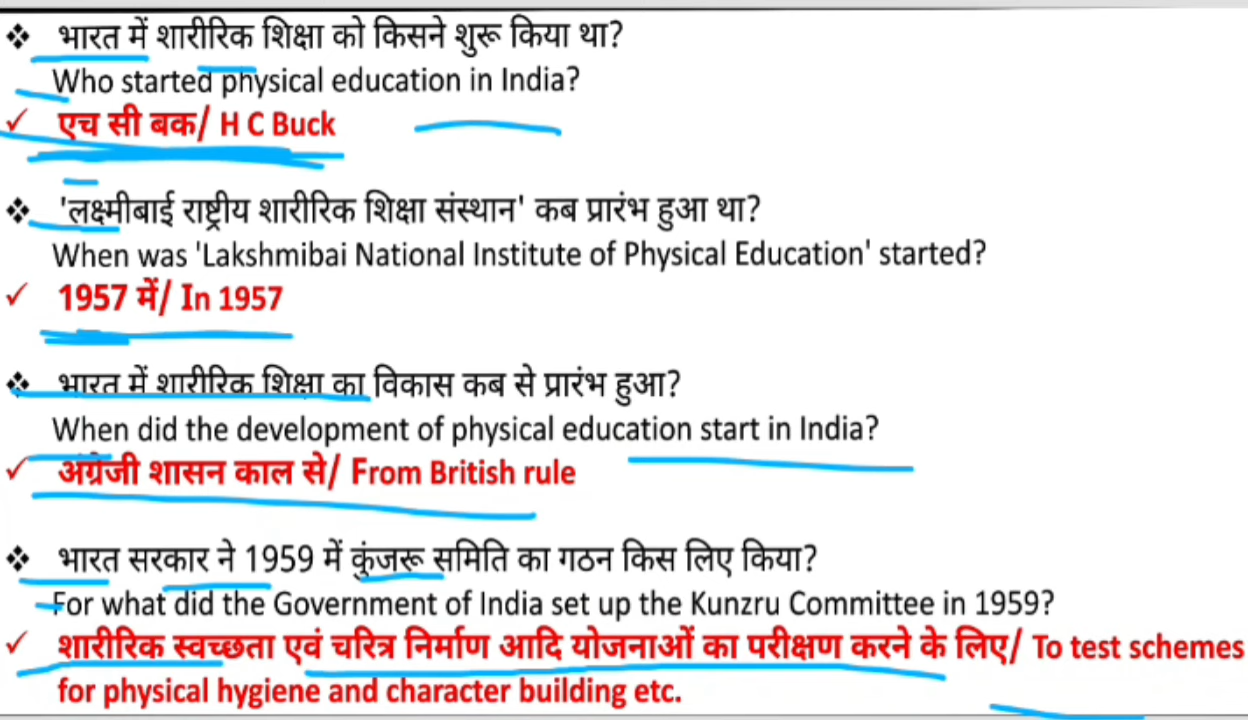 ❖ भारत में शारीरिक शिक्षा को किसने शुरू किया था?
Who started physical education in India?
✓ एच सी बक/ H C Buck
❖ 'लक्ष्मीबाई राष्ट्रीय शारीरिक शिक्षा संस्थान' कब प्रारंभ हुआ था?
When was 'Lakshmibai National Institute of Physical Education' started?
✓ 1957 में/ In 1957
❖ भारत में शारीरिक शिक्षा का विकास कब से प्रारंभ हुआ?
When did the development of physical education start in India?
✓ अंग्रेजी शासन काल से/ From British rule
❖ भारत सरकार ने 1959 में कुंजरू समिति का गठन किस लिए किया?
For what did the Government of India set up the Kunzru Committee in 1959?
✓ शारीरिक स्वच्छता एवं चरित्र निर्माण आदि योजनाओं का परीक्षण करने के लिए/ To test schemes
for physical hygiene and character building etc.